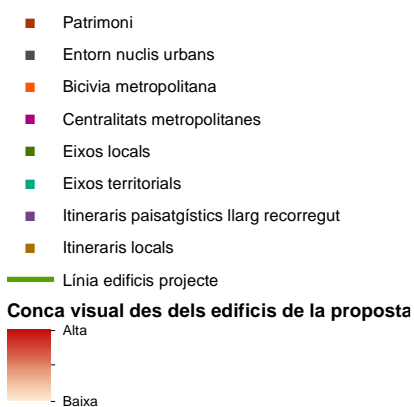 Patrimoni
Entorn nuclis urbans
Bicivia metropolitana
Centralitats metropolitanes
Eixos locals
Eixos territorials
Itineraris paisatgístics llarg recorregut
Itineraris locals
Línia edificis projecte
Conca visual des dels edificis de la proposta
Alta
Baixa